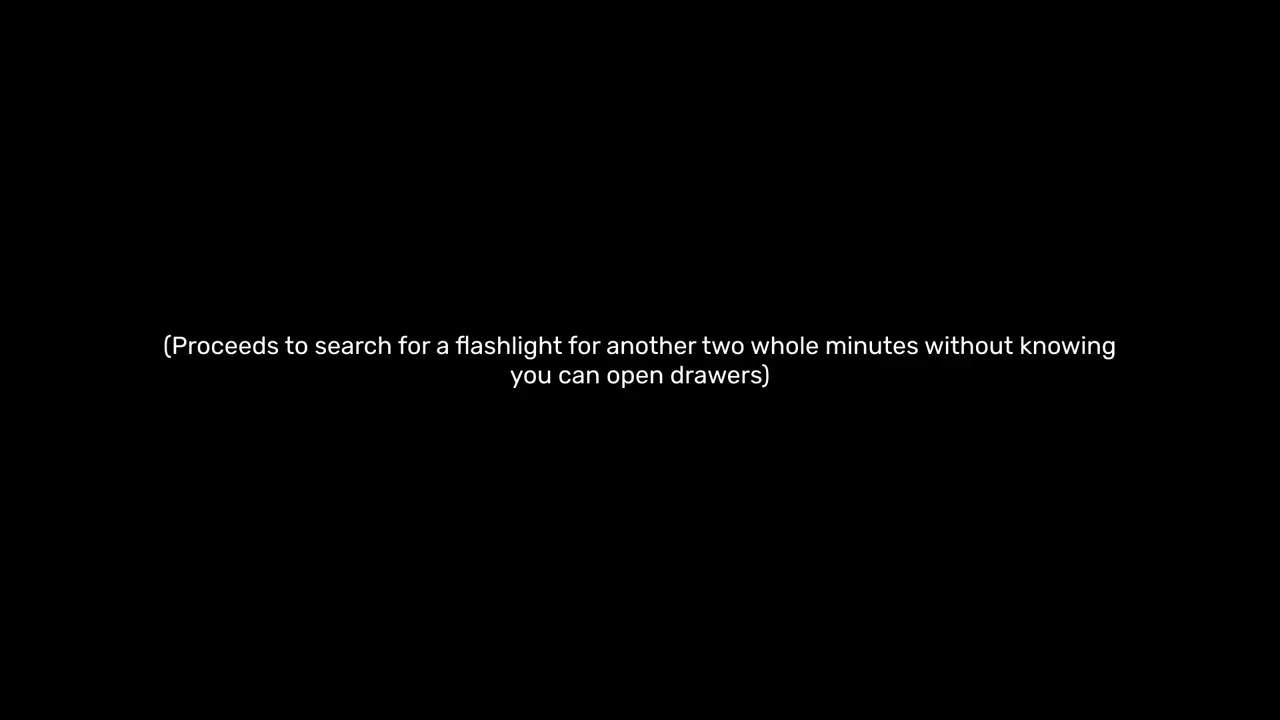 (Proceeds to search for a flashlight for another two whole minutes without knowing
you can open drawers)